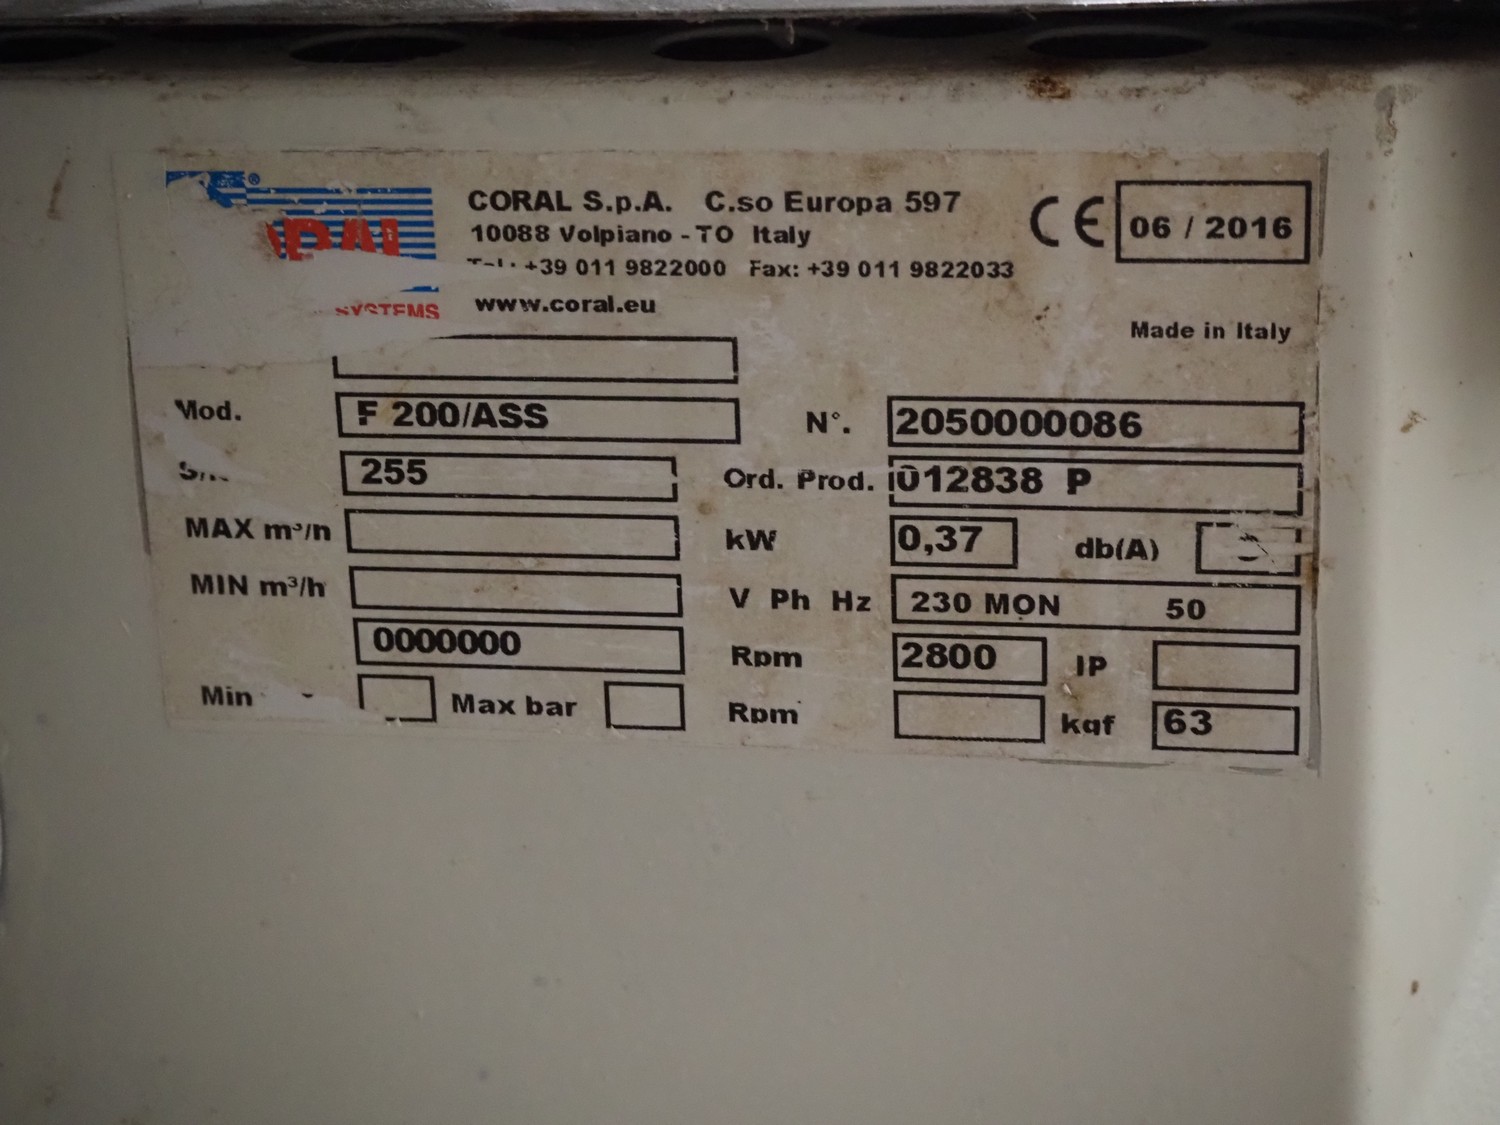 CORAL S.p.A. C.so Europa 597
10088 Volpiano - TO Italy
+39 011 9822000 Fax: +39 011 9822033
www.coral.eu
SYSTEMS
CE 06 / 2016
Made in Italy
Mod. F 200/ASS N°. 2050000086
255 Ord. Prod. 012838 P
MAX m³/h kW 0,37 db(A)
MIN m³/h V Ph Hz 230 MON 50
0000000 Rpm 2800 IP
Min Max bar Rpm kgf 63